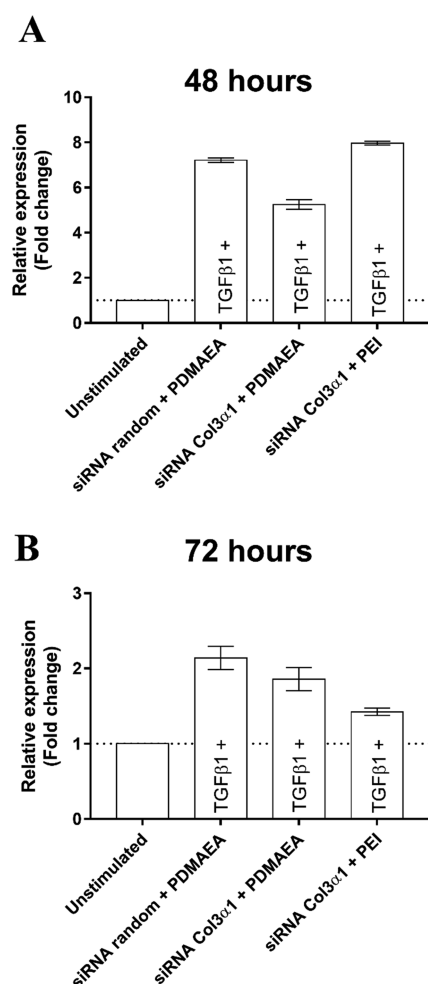 A
48 hours
Relative expression
(Fold change)
10
8
6
4
2
0
TGFβ1 +
TGFβ1 +
TGFβ1 +
Unstimulated
siRNA random + PDMAEA
siRNA Col3α1 + PDMAEA
siRNA Col3α1 + PEI
B
72 hours
Relative expression
(Fold change)
3
2
1
0
TGFβ1 +
TGFβ1 +
TGFβ1 +
Unstimulated
siRNA random + PDMAEA
siRNA Col3α1 + PDMAEA
siRNA Col3α1 + PEI